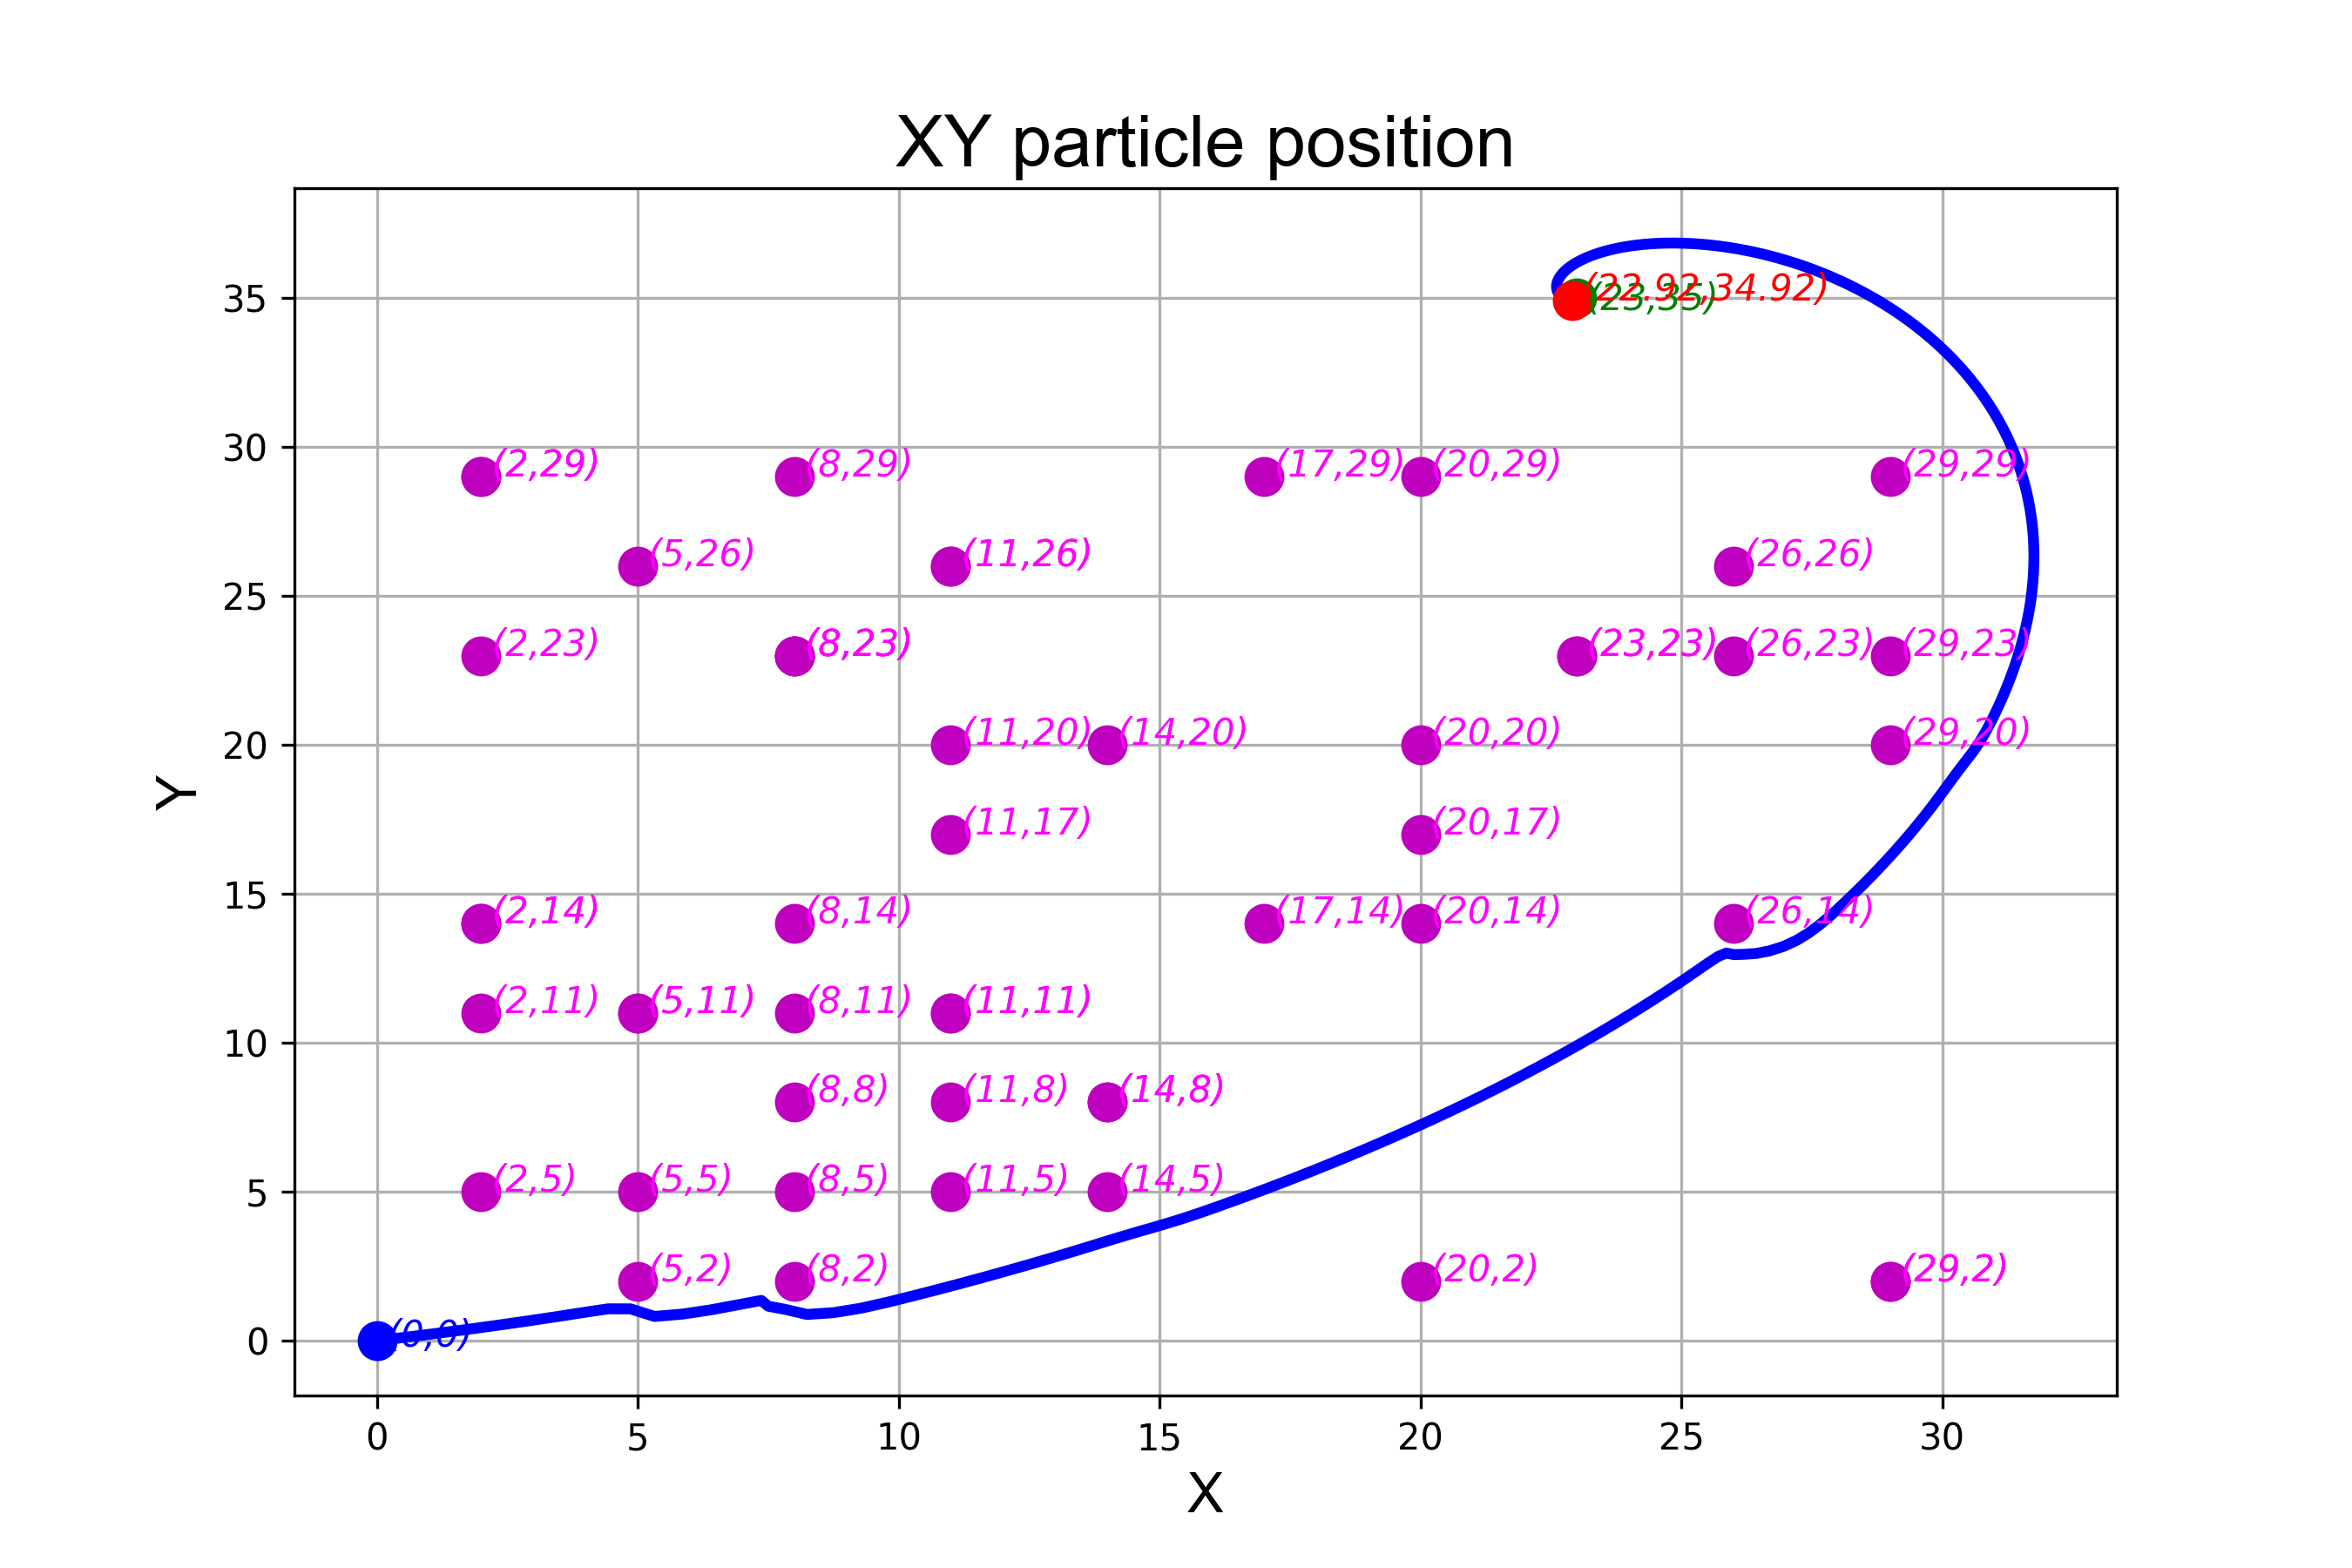 XY particle position
35
(22.92,34.92)
(23,35)
30
(2,29) (8,29) (17,29) (20,29) (29,29)
(5,26) (11,26) (26,26)
25
(2,23) (8,23) (23,23) (26,23) (29,23)
20
(11,20) (14,20) (20,20) (29,20)
(11,17) (20,17)
15
(2,14) (8,14) (17,14) (20,14) (26,14)
(2,11) (5,11) (8,11) (11,11)
10
(8,8) (11,8) (14,8)
5
(2,5) (5,5) (8,5) (11,5) (14,5)
(5,2) (8,2) (20,2) (29,2)
0
(0,0)
Y
0 5 10 15 20 25 30
X